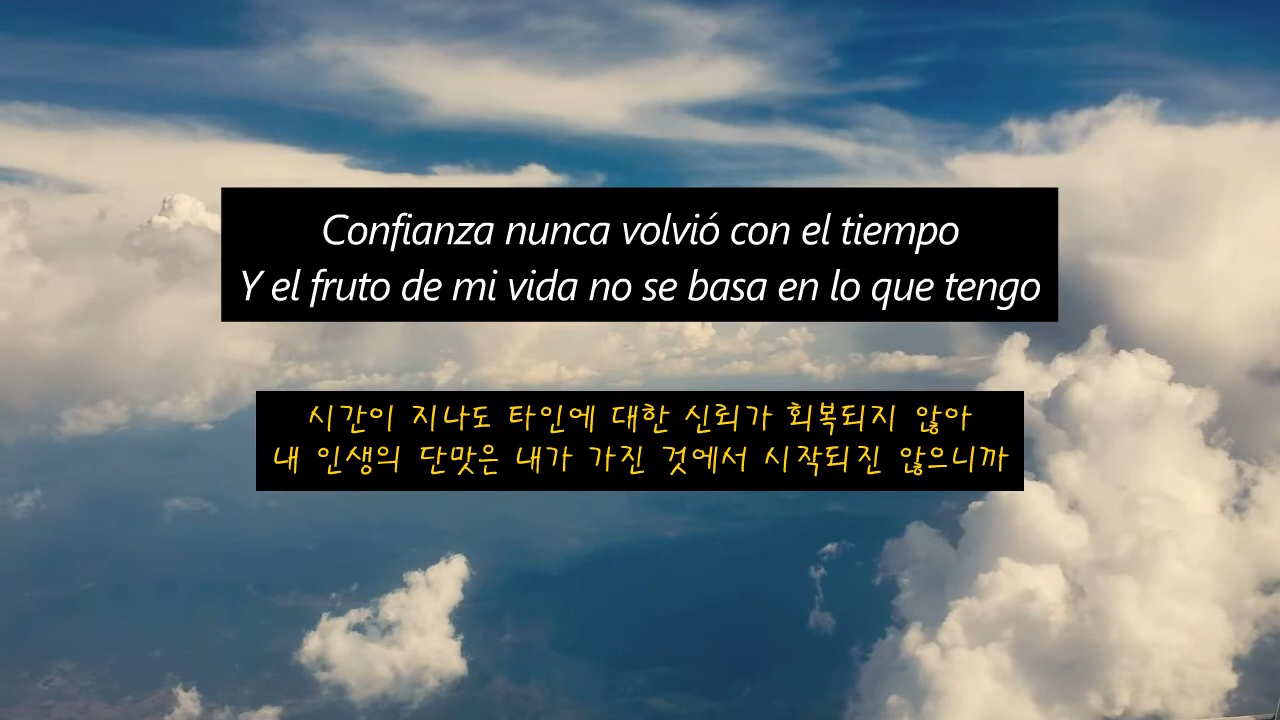 Confianza nunca volvió con el tiempo
Y el fruto de mi vida no se basa en lo que tengo
시간이 지나도 타인에 대한 신뢰가 회복되지 않아
내 인생의 단맛은 내가 가진 것에서 시작되진 않으니까